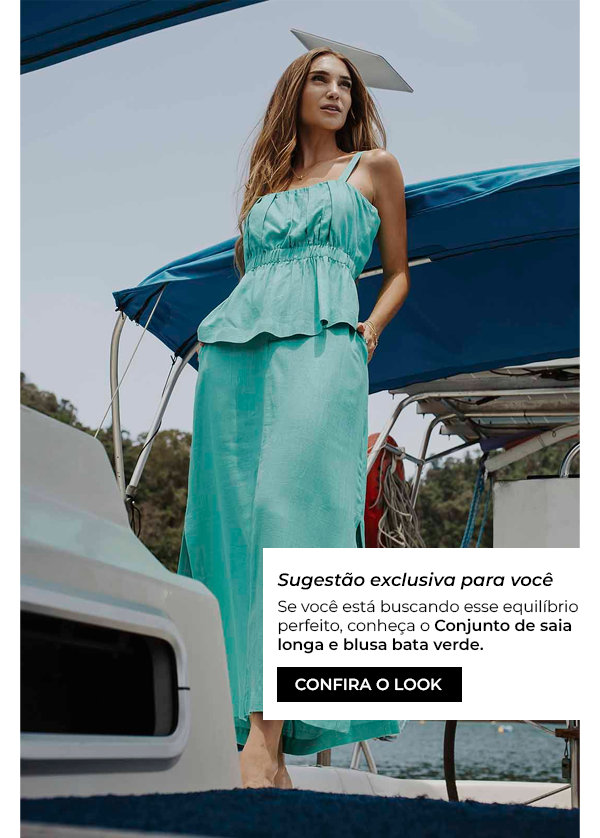 Sugestão exclusiva para você
Se você está buscando esse equilíbrio
perfeito, conheça o Conjunto de saia
longa e blusa bata verde.
CONFIRA O LOOK